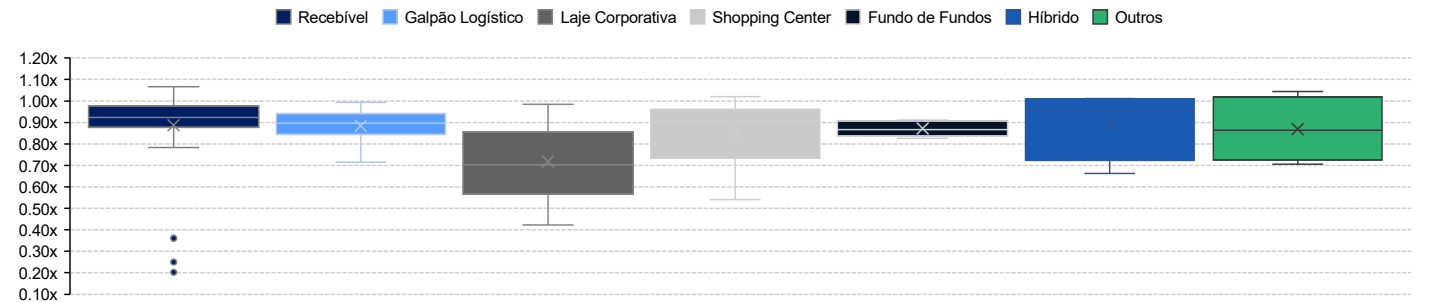 Recebível Galpão Logístico Laje Corporativa Shopping Center Fundo de Fundos Híbrido Outros
1.20x
1.10x
1.00x
0.90x
0.80x
0.70x
0.60x
0.50x
0.40x
0.30x
0.20x
0.10x